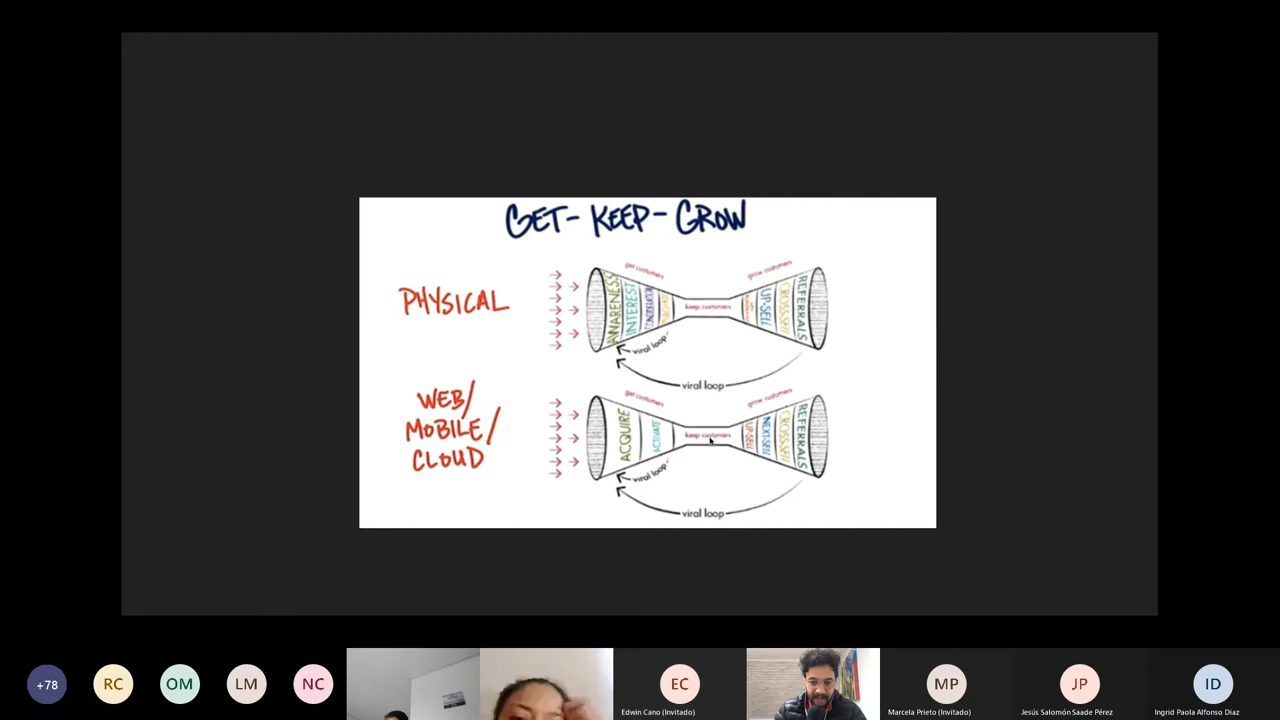 GET-KEEP-GROW
get customers
grow customers
PHYSICAL
AWARENESS
INTEREST
keep customers
UP-SELL
CROSS-SELL
REFERRALS
viral loop
viral loop
get customers
grow customers
WEB/
MOBILE/
CLOUD
ACQUIRE
ACTIVATE
keep customers
UP-SELL
NEXT-SELL
CROSS-SELL
REFERRALS
viral loop
viral loop
+78
RC
OM
LM
NC
EC
Edwin Cano (Invitado)
MP
Marcela Prieto (Invitado)
JP
Jesús Salomón Saade Pérez
ID
Ingrid Paola Alfonso Diaz